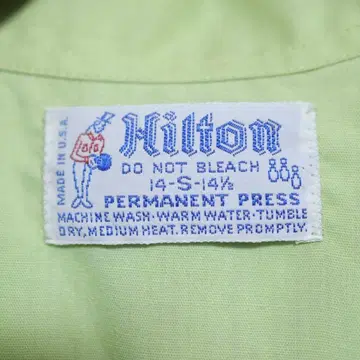 MADE IN U.S.A.
Hilton
DO NOT BLEACH
14-S-14½
PERMANENT PRESS
MACHINE WASH·WARM WATER·TUMBLE
DRY, MEDIUM HEAT. REMOVE PROMPTLY.